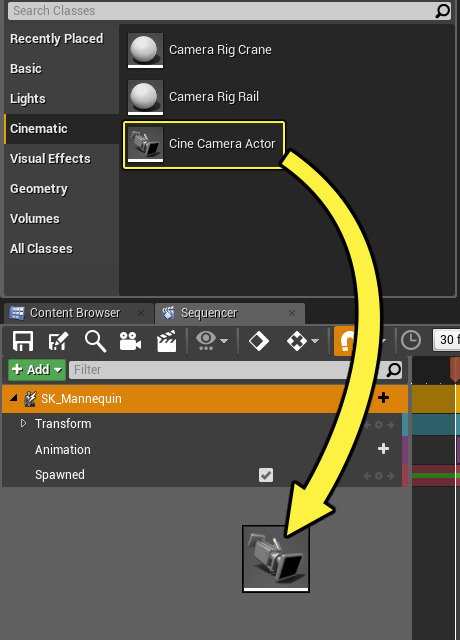 Search Classes
Recently Placed
Basic
Lights
Cinematic
Visual Effects
Geometry
Volumes
All Classes
Camera Rig Crane
Camera Rig Rail
Cine Camera Actor
Content Browser
Sequencer
30 f
Add
Filter
SK_Mannequin
Transform
Animation
Spawned